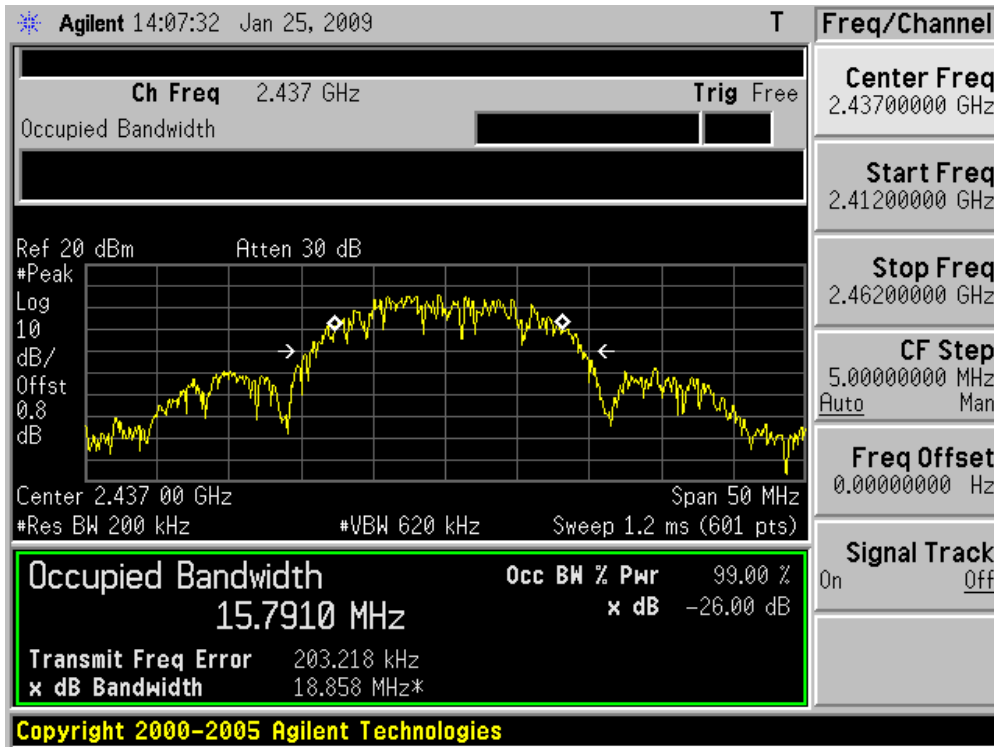 Agilent 14:07:32 Jan 25, 2009 T
Freq/Channel
Ch Freq 2.437 GHz Trig Free
Occupied Bandwidth
Center Freq
2.43700000 GHz
Start Freq
2.41200000 GHz
Stop Freq
2.46200000 GHz
CF Step
5.00000000 MHz
Auto Man
Freq Offset
0.00000000 Hz
Signal Track
On Off
Ref 20 dBm Atten 30 dB
#Peak
Log
10
dB/
Offst
0.8
dB
Center 2.437 00 GHz Span 50 MHz
#Res BW 200 kHz #VBW 620 kHz Sweep 1.2 ms (601 pts)
Occupied Bandwidth
15.7910 MHz
Occ BW % Pwr 99.00 %
x dB -26.00 dB
Transmit Freq Error 203.218 kHz
x dB Bandwidth 18.858 MHz*
Copyright 2000-2005 Agilent Technologies